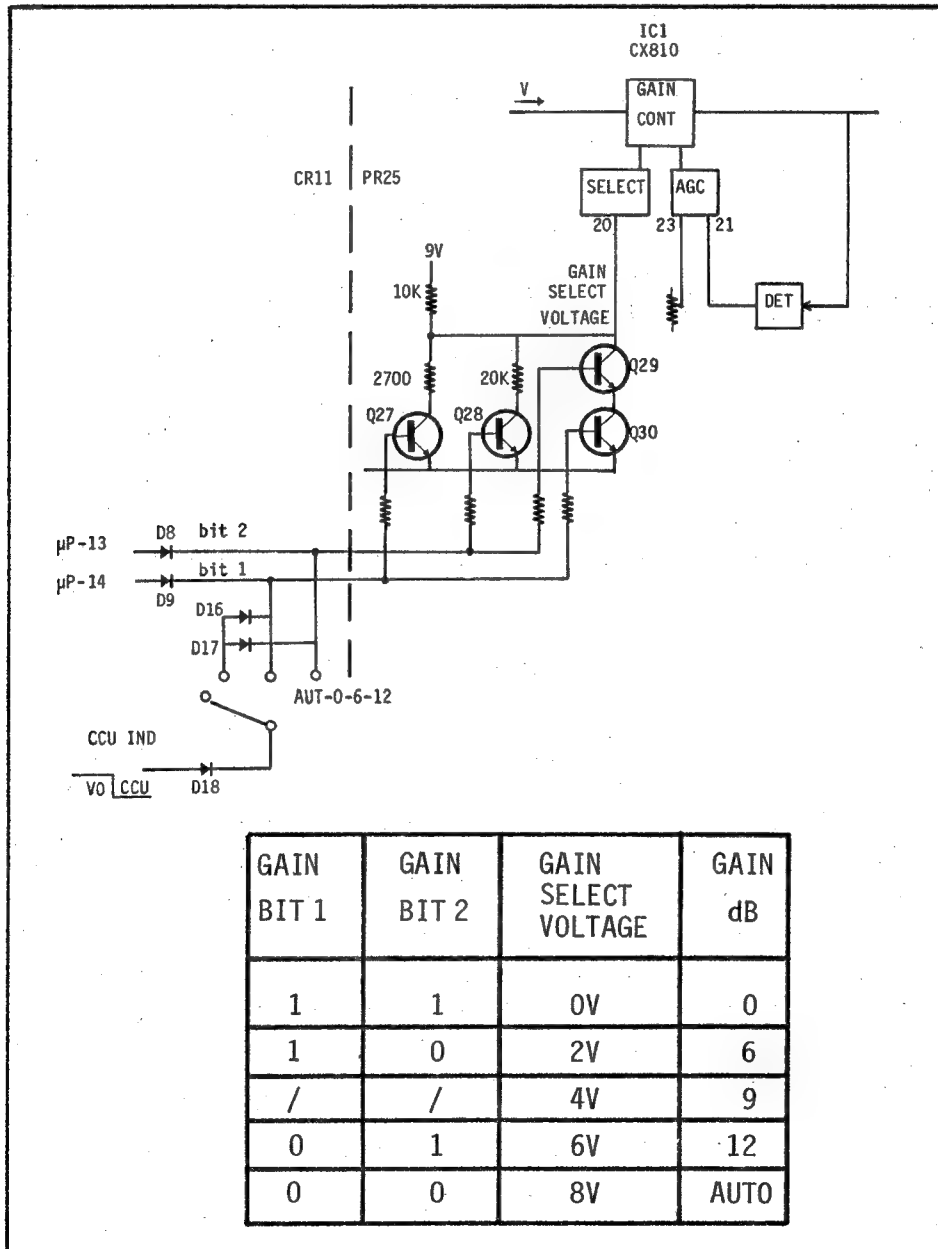 IC1
CX810
V
GAIN
CONT
CR11
PR25
SELECT
AGC
20
23
21
9V
10K
GAIN
SELECT
VOLTAGE
DET
2700
20K
Q29
Q27
Q28
Q30
µP-13
D8
bit 2
µP-14
bit 1
D9
D16
D17
AUT-0-6-12
CCU IND
VO
CCU
D18
GAIN BIT 1 | GAIN BIT 2 | GAIN SELECT VOLTAGE | GAIN dB
1 1 0V 0
1 0 2V 6
/ / 4V 9
0 1 6V 12
0 0 8V AUTO